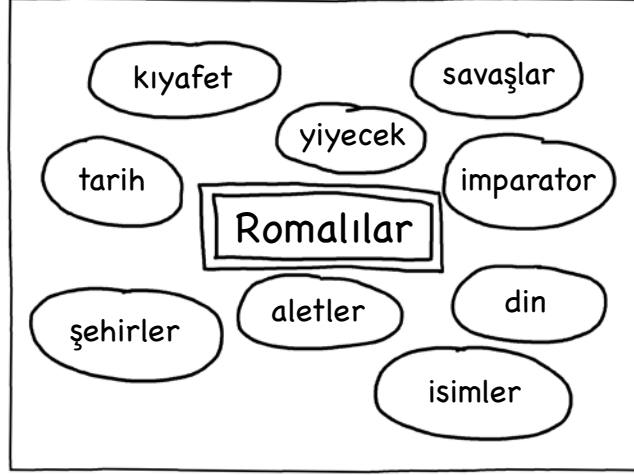 kıyafet
savaşlar
yiyecek
tarih
imparator
Romalılar
aletler
din
şehirler
isimler